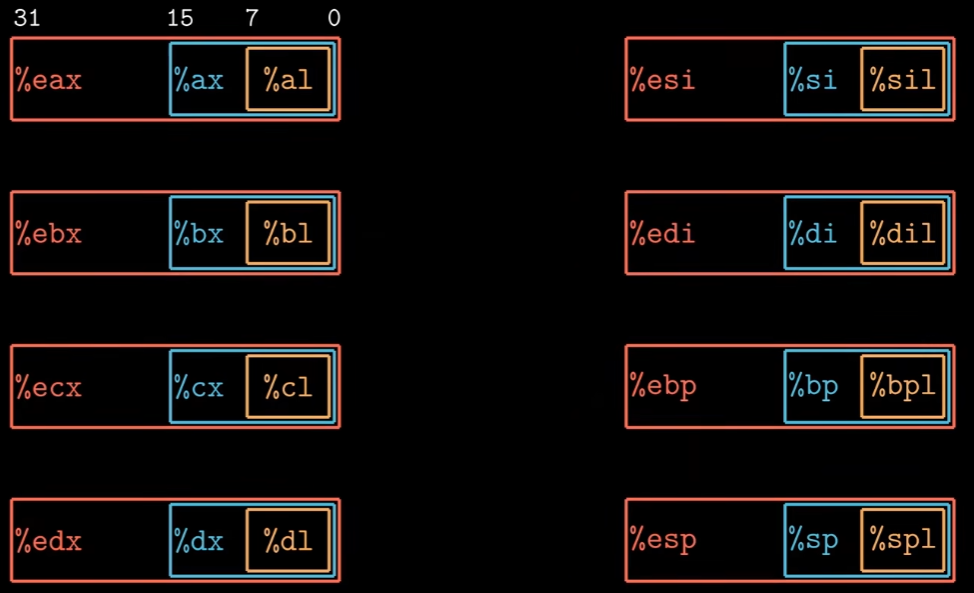 31 15 7 0
%eax %ax %al %esi %si %sil
%ebx %bx %bl %edi %di %dil
%ecx %cx %cl %ebp %bp %bpl
%edx %dx %dl %esp %sp %spl